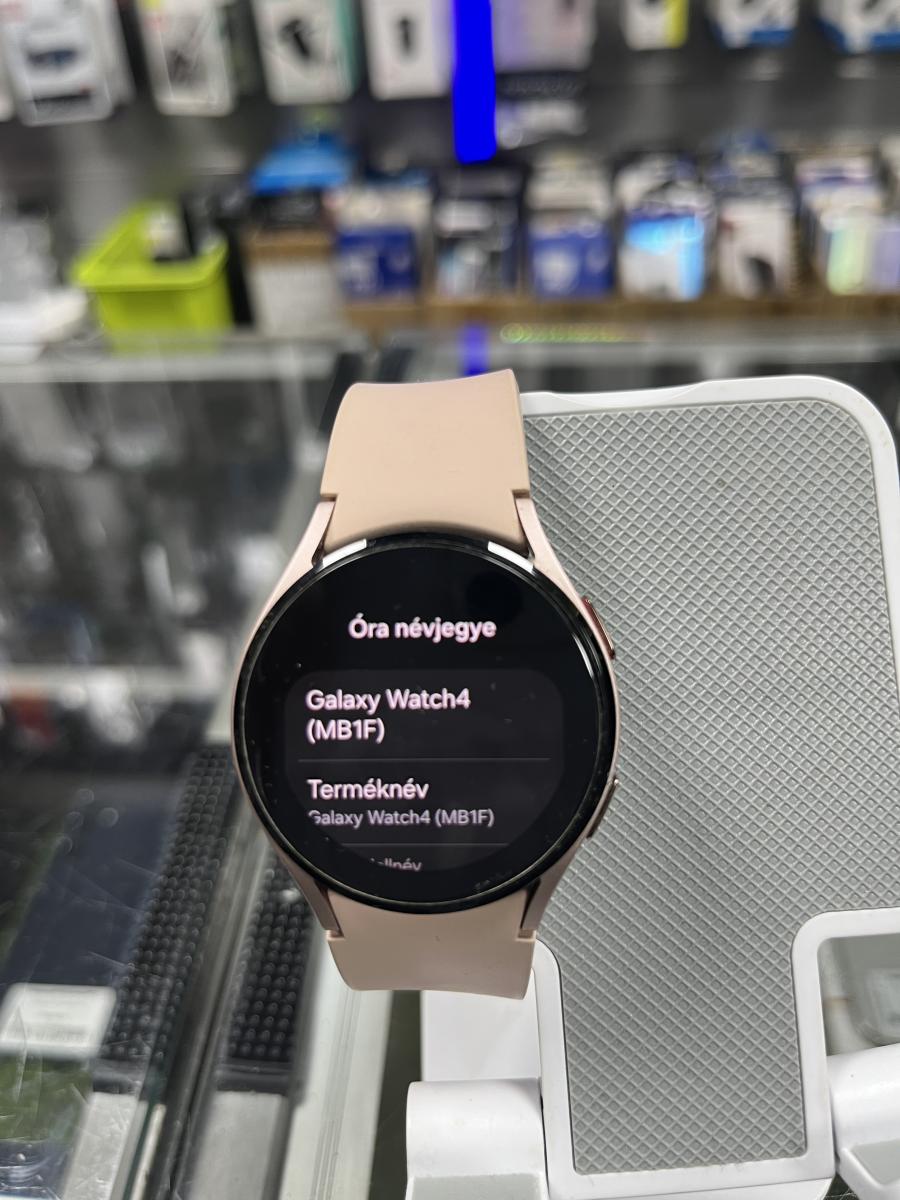 Óra névjegye
Galaxy Watch4
(MB1F)
Terméknév
Galaxy Watch4 (MB1F)